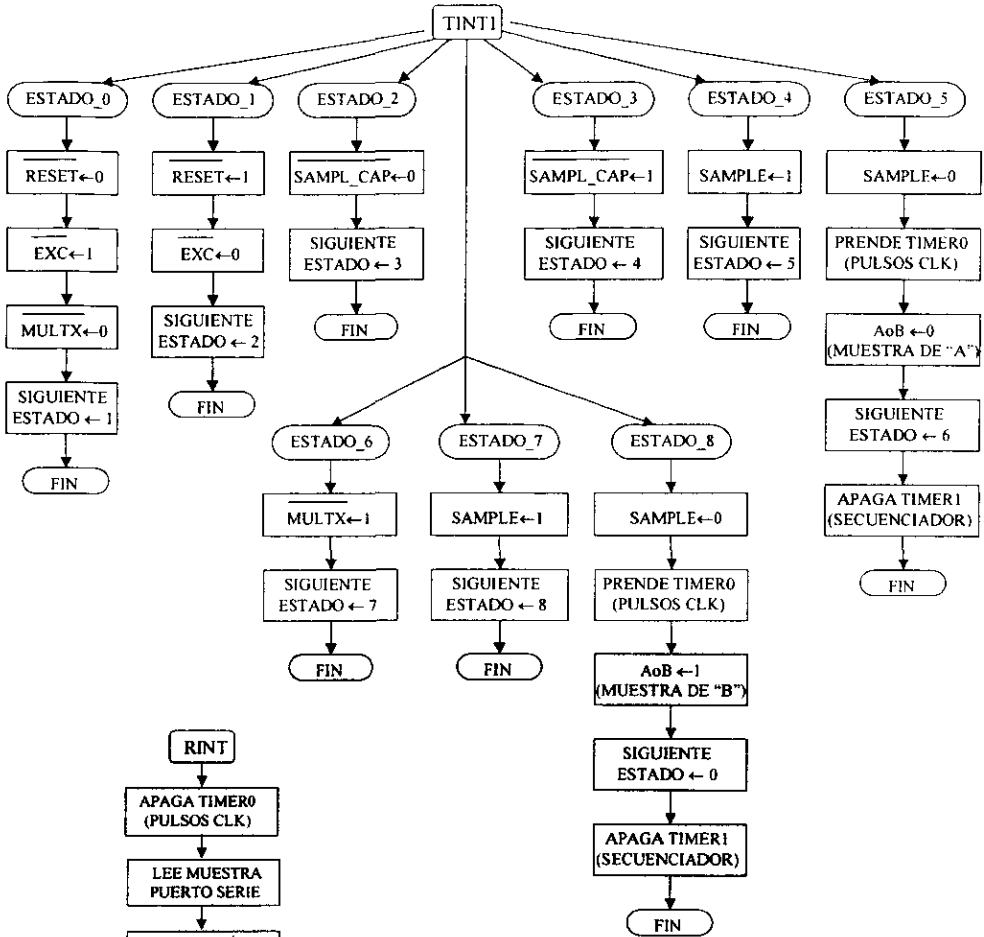 TINT1
ESTADO_0
RESET←0
EXC←1
MULTX←0
SIGUIENTE
ESTADO ← 1
FIN
ESTADO_1
RESET←1
EXC←0
SIGUIENTE
ESTADO ← 2
FIN
ESTADO_2
SAMPL_CAP←0
SIGUIENTE
ESTADO ← 3
FIN
ESTADO_3
SAMPL_CAP←1
SIGUIENTE
ESTADO ← 4
FIN
ESTADO_4
SAMPLE←1
SIGUIENTE
ESTADO ← 5
FIN
ESTADO_5
SAMPLE←0
PRENDE TIMER0
(PULSOS CLK)
AoB ←0
(MUESTRA DE "A")
SIGUIENTE
ESTADO ← 6
APAGA TIMER1
(SECUENCIADOR)
FIN
ESTADO_6
MULTX←1
SIGUIENTE
ESTADO ← 7
FIN
ESTADO_7
SAMPLE←1
SIGUIENTE
ESTADO ← 8
FIN
ESTADO_8
SAMPLE←0
PRENDE TIMER0
(PULSOS CLK)
AoB ←1
(MUESTRA DE "B")
SIGUIENTE
ESTADO ← 0
APAGA TIMER1
(SECUENCIADOR)
FIN
RINT
APAGA TIMER0
(PULSOS CLK)
LEE MUESTRA
PUERTO SERIE